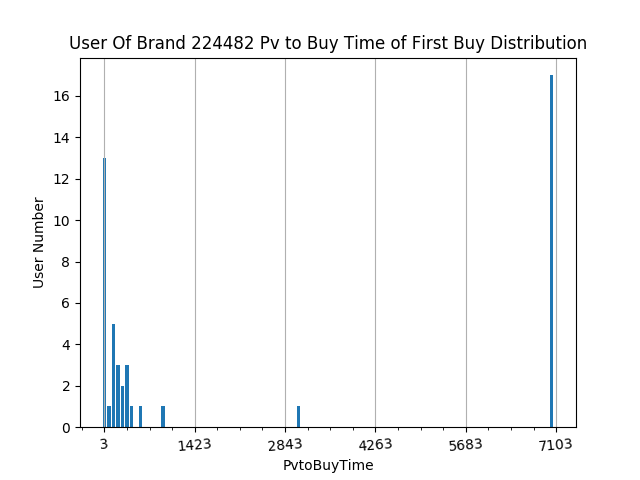 User Of Brand 224482 Pv to Buy Time of First Buy Distribution
16
14
12
10
8
6
4
2
0
User Number
3 1423 2843 4263 5683 7103
PvtoBuyTime